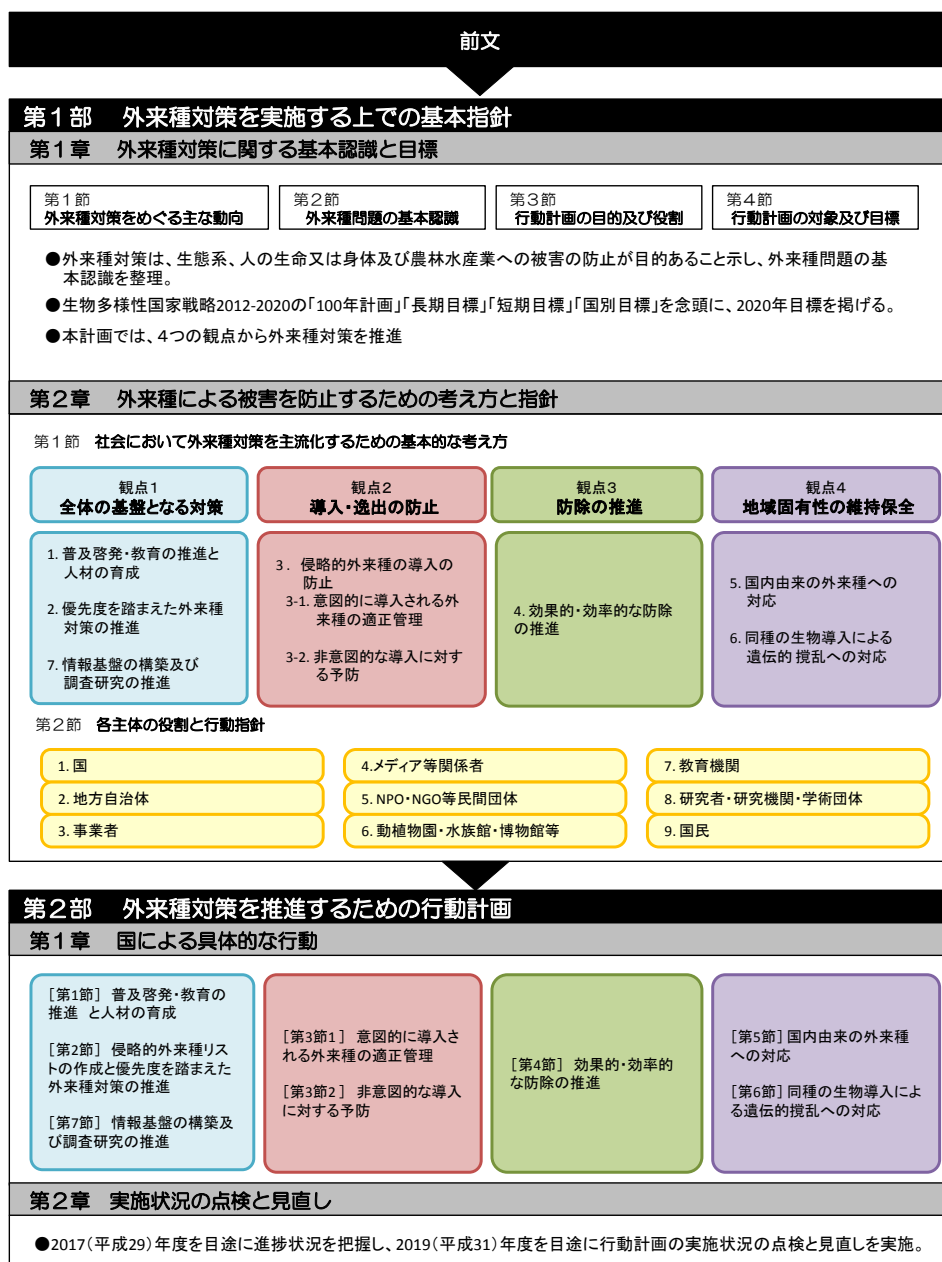 前文
第1部 外来種対策を実施する上での基本指針
第1章 外来種対策に関する基本認識と目標
第1節
外来種対策をめぐる主な動向
第2節
外来種問題の基本認識
第3節
行動計画の目的及び役割
第4節
行動計画の対象及び目標
●外来種対策は、生態系、人の生命又は身体及び農林水産業への被害の防止が目的あること示し、外来種問題の基
本認識を整理。
●生物多様性国家戦略2012-2020の「100年計画」「長期目標」「短期目標」「国別目標」を念頭に、2020年目標を掲げる。
●本計画では、4つの観点から外来種対策を推進
第2章 外来種による被害を防止するための考え方と指針
第1節 社会において外来種対策を主流化するための基本的な考え方
観点1
全体の基盤となる対策
観点2
導入・逸出の防止
観点3
防除の推進
観点4
地域固有性の維持保全
1. 普及啓発・教育の推進と
人材の育成
2. 優先度を踏まえた外来種
対策の推進
7. 情報基盤の構築及び
調査研究の推進
3. 侵略的外来種の導入の
防止
3-1. 意図的に導入される外
来種の適正管理
3-2. 非意図的な導入に対す
る予防
4. 効果的・効率的な防除
の推進
5. 国内由来の外来種への
対応
6. 同種の生物導入による
遺伝的 撹乱への対応
第2節 各主体の役割と行動指針
1. 国
2. 地方自治体
3. 事業者
4.メディア等関係者
5. NPO・NGO等民間団体
6. 動植物園・水族館・博物館等
7. 教育機関
8. 研究者・研究機関・学術団体
9. 国民
第2部 外来種対策を推進するための行動計画
第1章 国による具体的な行動
[第1節] 普及啓発・教育の
推進 と人材の育成
[第2節] 侵略的外来種リス
トの作成と優先度を踏まえた
外来種対策の推進
[第7節] 情報基盤の構築及
び調査研究の推進
[第3節1] 意図的に導入さ
れる外来種の適正管理
[第3節2] 非意図的な導入
に対する予防
[第4節] 効果的・効率的
な防除の推進
[第5節] 国内由来の外来種
への対応
[第6節] 同種の生物導入によ
る遺伝的撹乱への対応
第2章 実施状況の点検と見直し
●2017(平成29)年度を目途に進捗状況を把握し、2019(平成31)年度を目途に行動計画の実施状況の点検と見直しを実施。